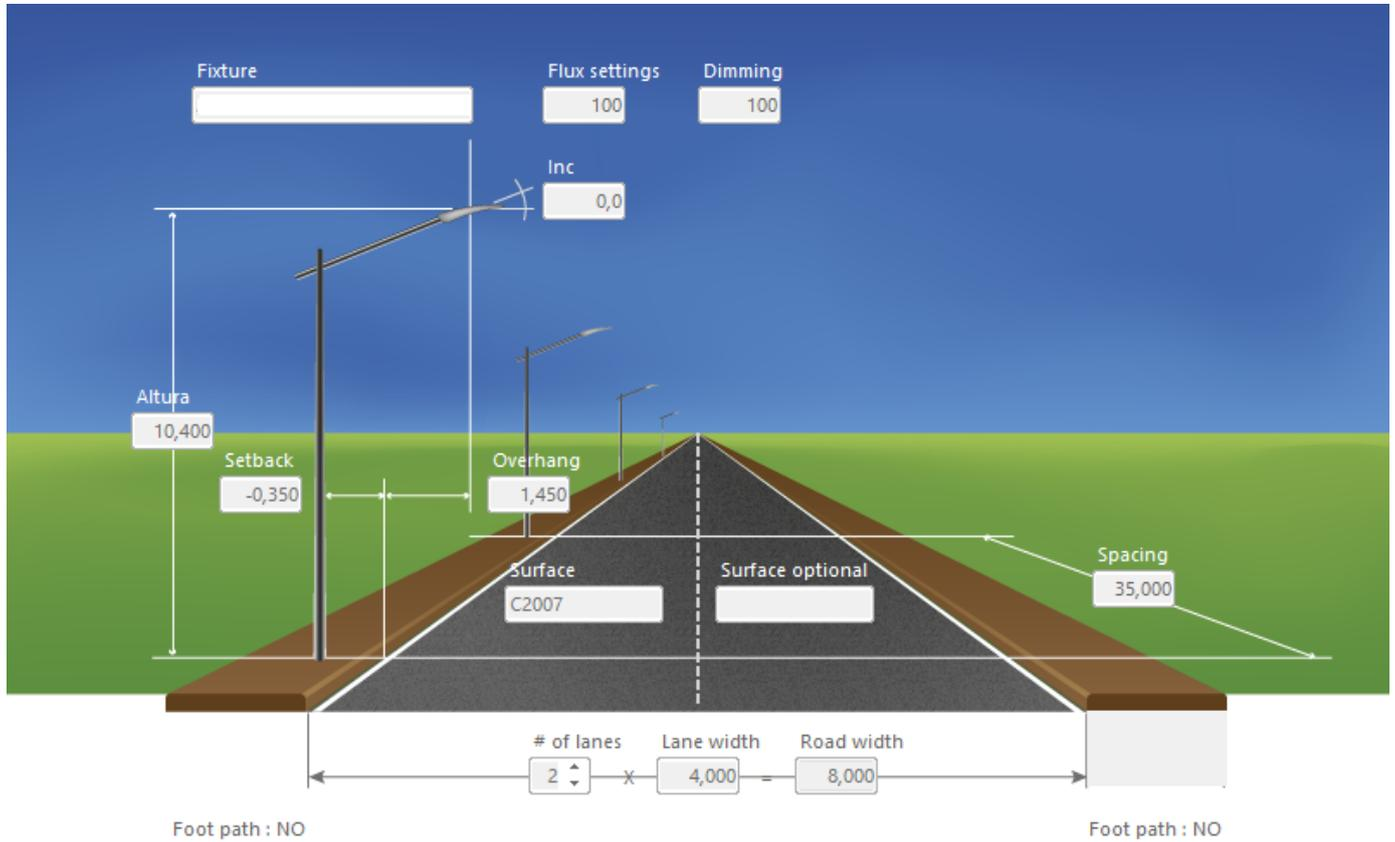 Fixture Flux settings Dimming
100 100
Inc
0,0
Altura
10,400
Setback Overhang
-0,350 1,450
Spacing
35,000
Surface Surface optional
C2007
# of lanes Lane width Road width
2 X 4,000 = 8,000
Foot path : NO Foot path : NO